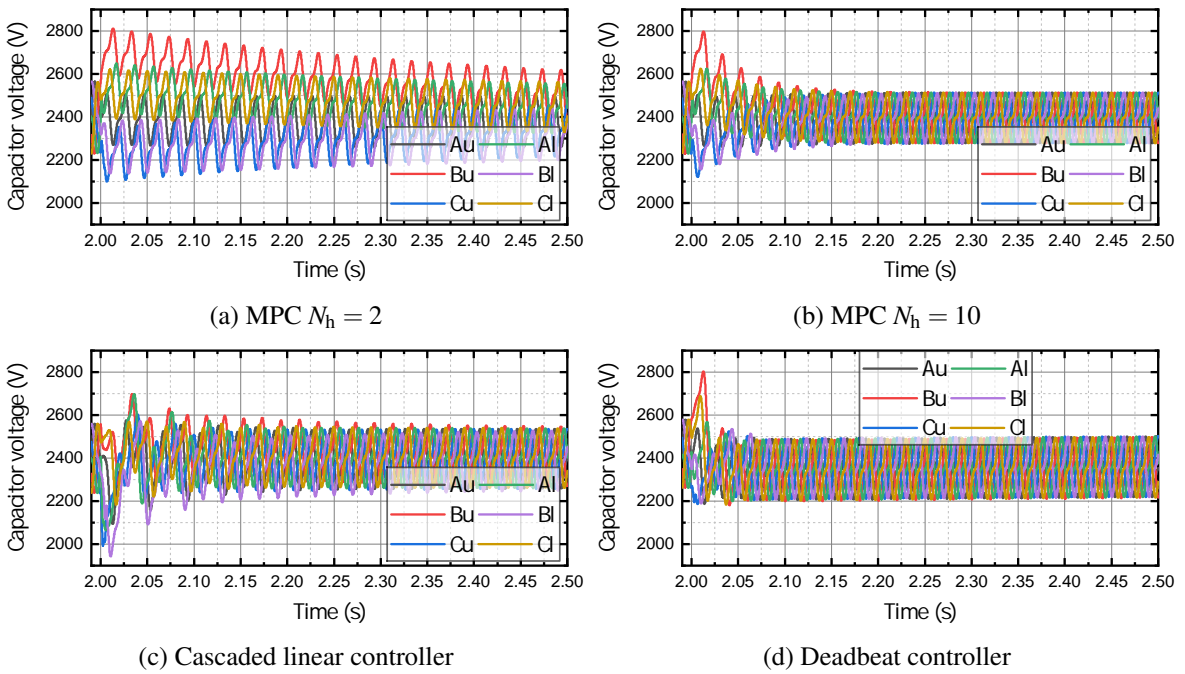 Capacitor voltage (V)
2800
2600
2400
2200
2000
Au Al
Bu Bl
Cu Cl
2.00 2.05 2.10 2.15 2.20 2.25 2.30 2.35 2.40 2.45 2.50
Time (s)
(a) MPC Nh = 2
Capacitor voltage (V)
2800
2600
2400
2200
2000
Au Al
Bu Bl
Cu Cl
2.00 2.05 2.10 2.15 2.20 2.25 2.30 2.35 2.40 2.45 2.50
Time (s)
(b) MPC Nh = 10
Capacitor voltage (V)
2800
2600
2400
2200
2000
Au Al
Bu Bl
Cu Cl
2.00 2.05 2.10 2.15 2.20 2.25 2.30 2.35 2.40 2.45 2.50
Time (s)
(c) Cascaded linear controller
Capacitor voltage (V)
2800
2600
2400
2200
2000
Au Al
Bu Bl
Cu Cl
2.00 2.05 2.10 2.15 2.20 2.25 2.30 2.35 2.40 2.45 2.50
Time (s)
(d) Deadbeat controller